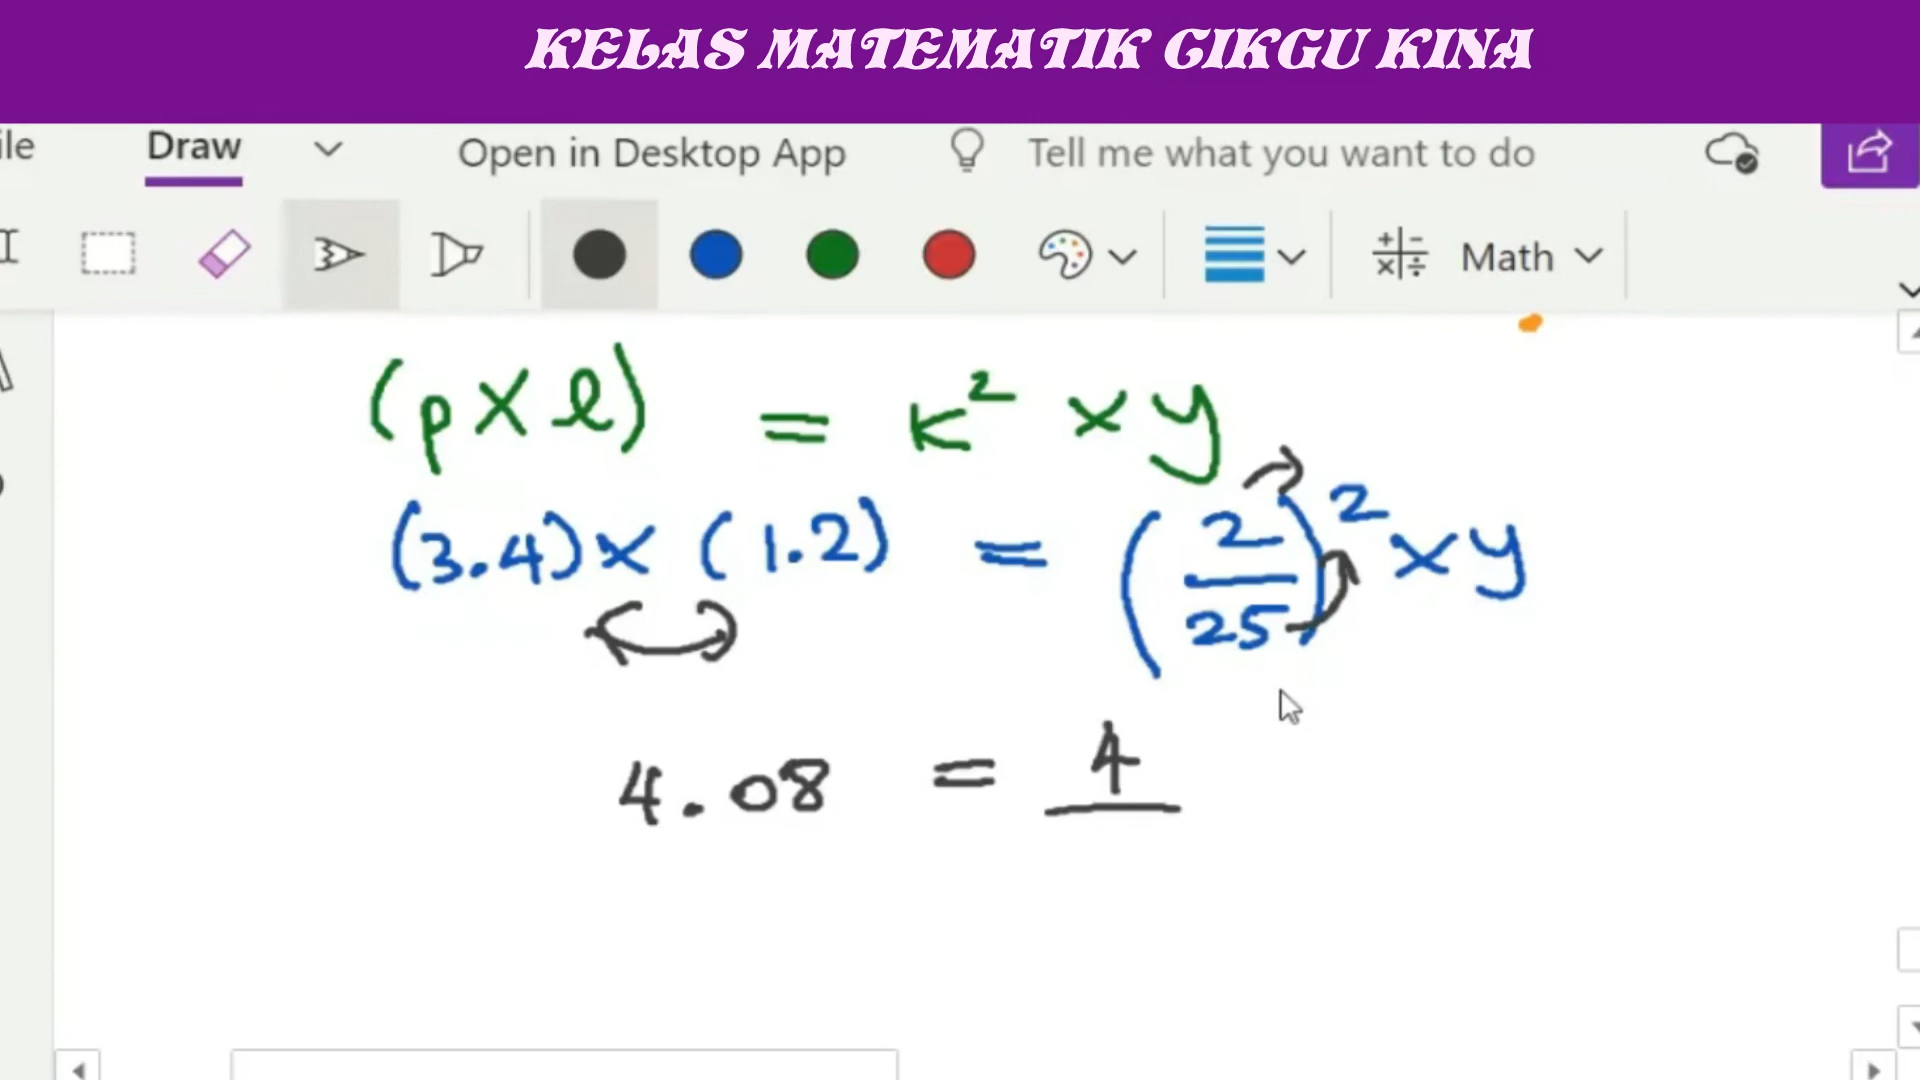 KELAS MATEMATIK CIKGU KINA
ile Draw Open in Desktop App Tell me what you want to do
Math
(p X l) = k² x y
(3.4) x (1.2) = (2/25)² x y
4.08 = 4